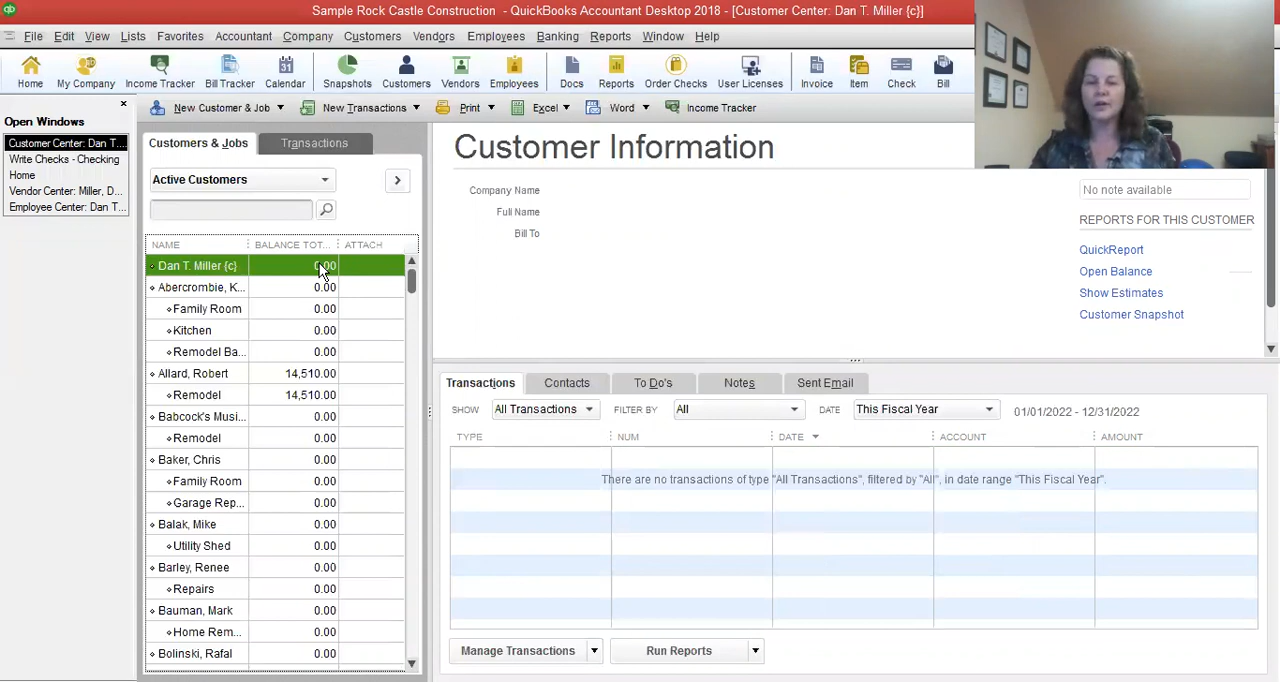 Sample Rock Castle Construction - QuickBooks Accountant Desktop 2018 - [Customer Center: Dan T. Miller {c}]
File Edit View Lists Favorites Accountant Company Customers Vendors Employees Banking Reports Window Help
Home My Company Income Tracker Bill Tracker Calendar Snapshots Customers Vendors Employees Docs Reports Order Checks User Licenses Invoice Item Check Bill
New Customer & Job New Transactions Print Excel Word Income Tracker
Open Windows
Customer Center: Dan T...
Write Checks - Checking
Home
Vendor Center: Miller, D...
Employee Center: Dan T...
Customers & Jobs Transactions
Active Customers
NAME BALANCE TOT... ATTACH
Dan T. Miller {c} 0.00
Abercrombie, K... 0.00
Family Room 0.00
Kitchen 0.00
Remodel Ba... 0.00
Allard, Robert 14,510.00
Remodel 14,510.00
Babcock's Musi... 0.00
Remodel 0.00
Baker, Chris 0.00
Family Room 0.00
Garage Rep... 0.00
Balak, Mike 0.00
Utility Shed 0.00
Barley, Renee 0.00
Repairs 0.00
Bauman, Mark 0.00
Home Rem... 0.00
Bolinski, Rafal 0.00
Customer Information
Company Name
Full Name
Bill To
No note available
REPORTS FOR THIS CUSTOMER
QuickReport
Open Balance
Show Estimates
Customer Snapshot
Transactions Contacts To Do's Notes Sent Email
SHOW All Transactions FILTER BY All DATE This Fiscal Year 01/01/2022 - 12/31/2022
TYPE NUM DATE ACCOUNT AMOUNT
There are no transactions of type "All Transactions", filtered by "All", in date range "This Fiscal Year".
Manage Transactions Run Reports